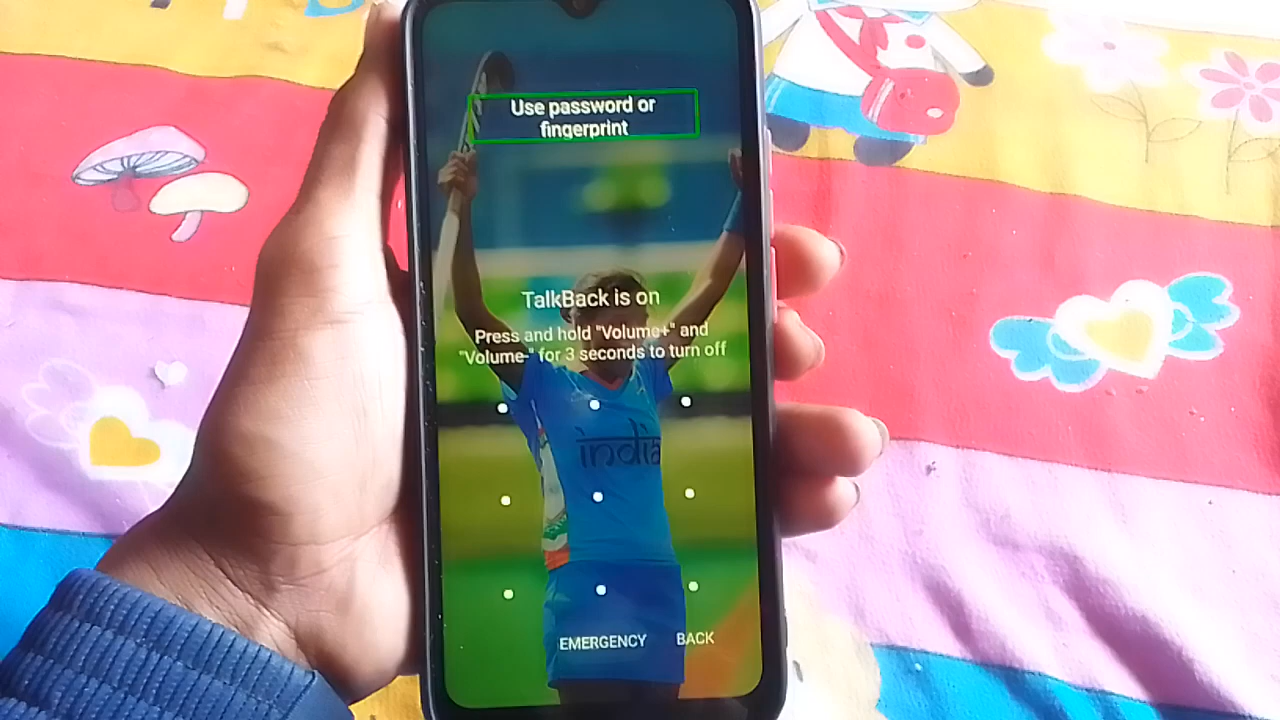 Use password or
fingerprint
TalkBack is on
Press and hold "Volume+" and
"Volume-" for 3 seconds to turn off
india
EMERGENCY BACK